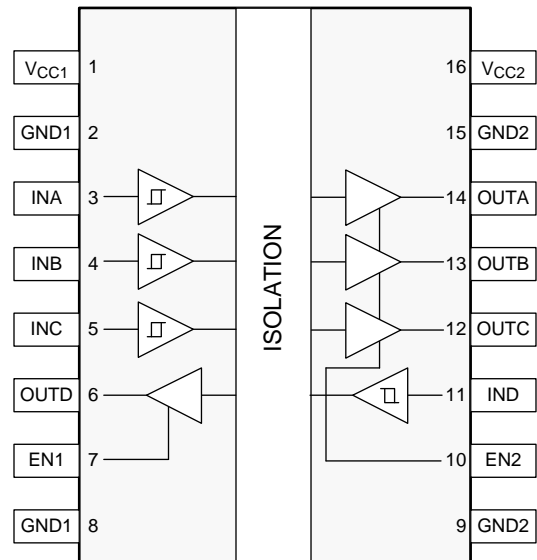 VCC1 1 16 VCC2
GND1 2 15 GND2
INA 3 14 OUTA
INB 4 13 OUTB
INC 5 12 OUTC
OUTD 6 11 IND
EN1 7 10 EN2
GND1 8 9 GND2
ISOLATION